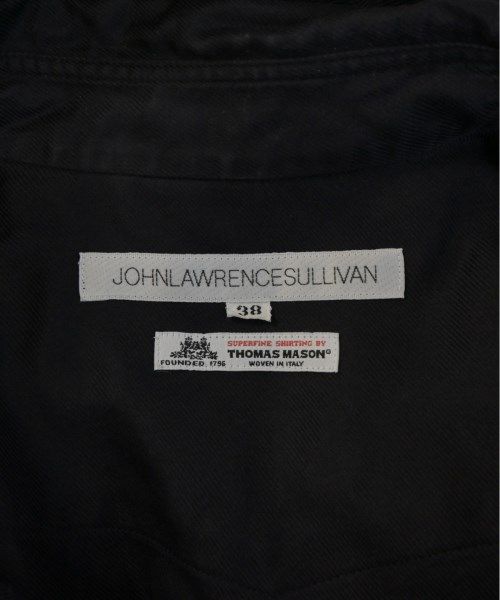 JOHNLAWRENCESULLIVAN
38
SUPERFINE SHIRTING BY
THOMAS MASON®
FOUNDED 1796 WOVEN IN ITALY